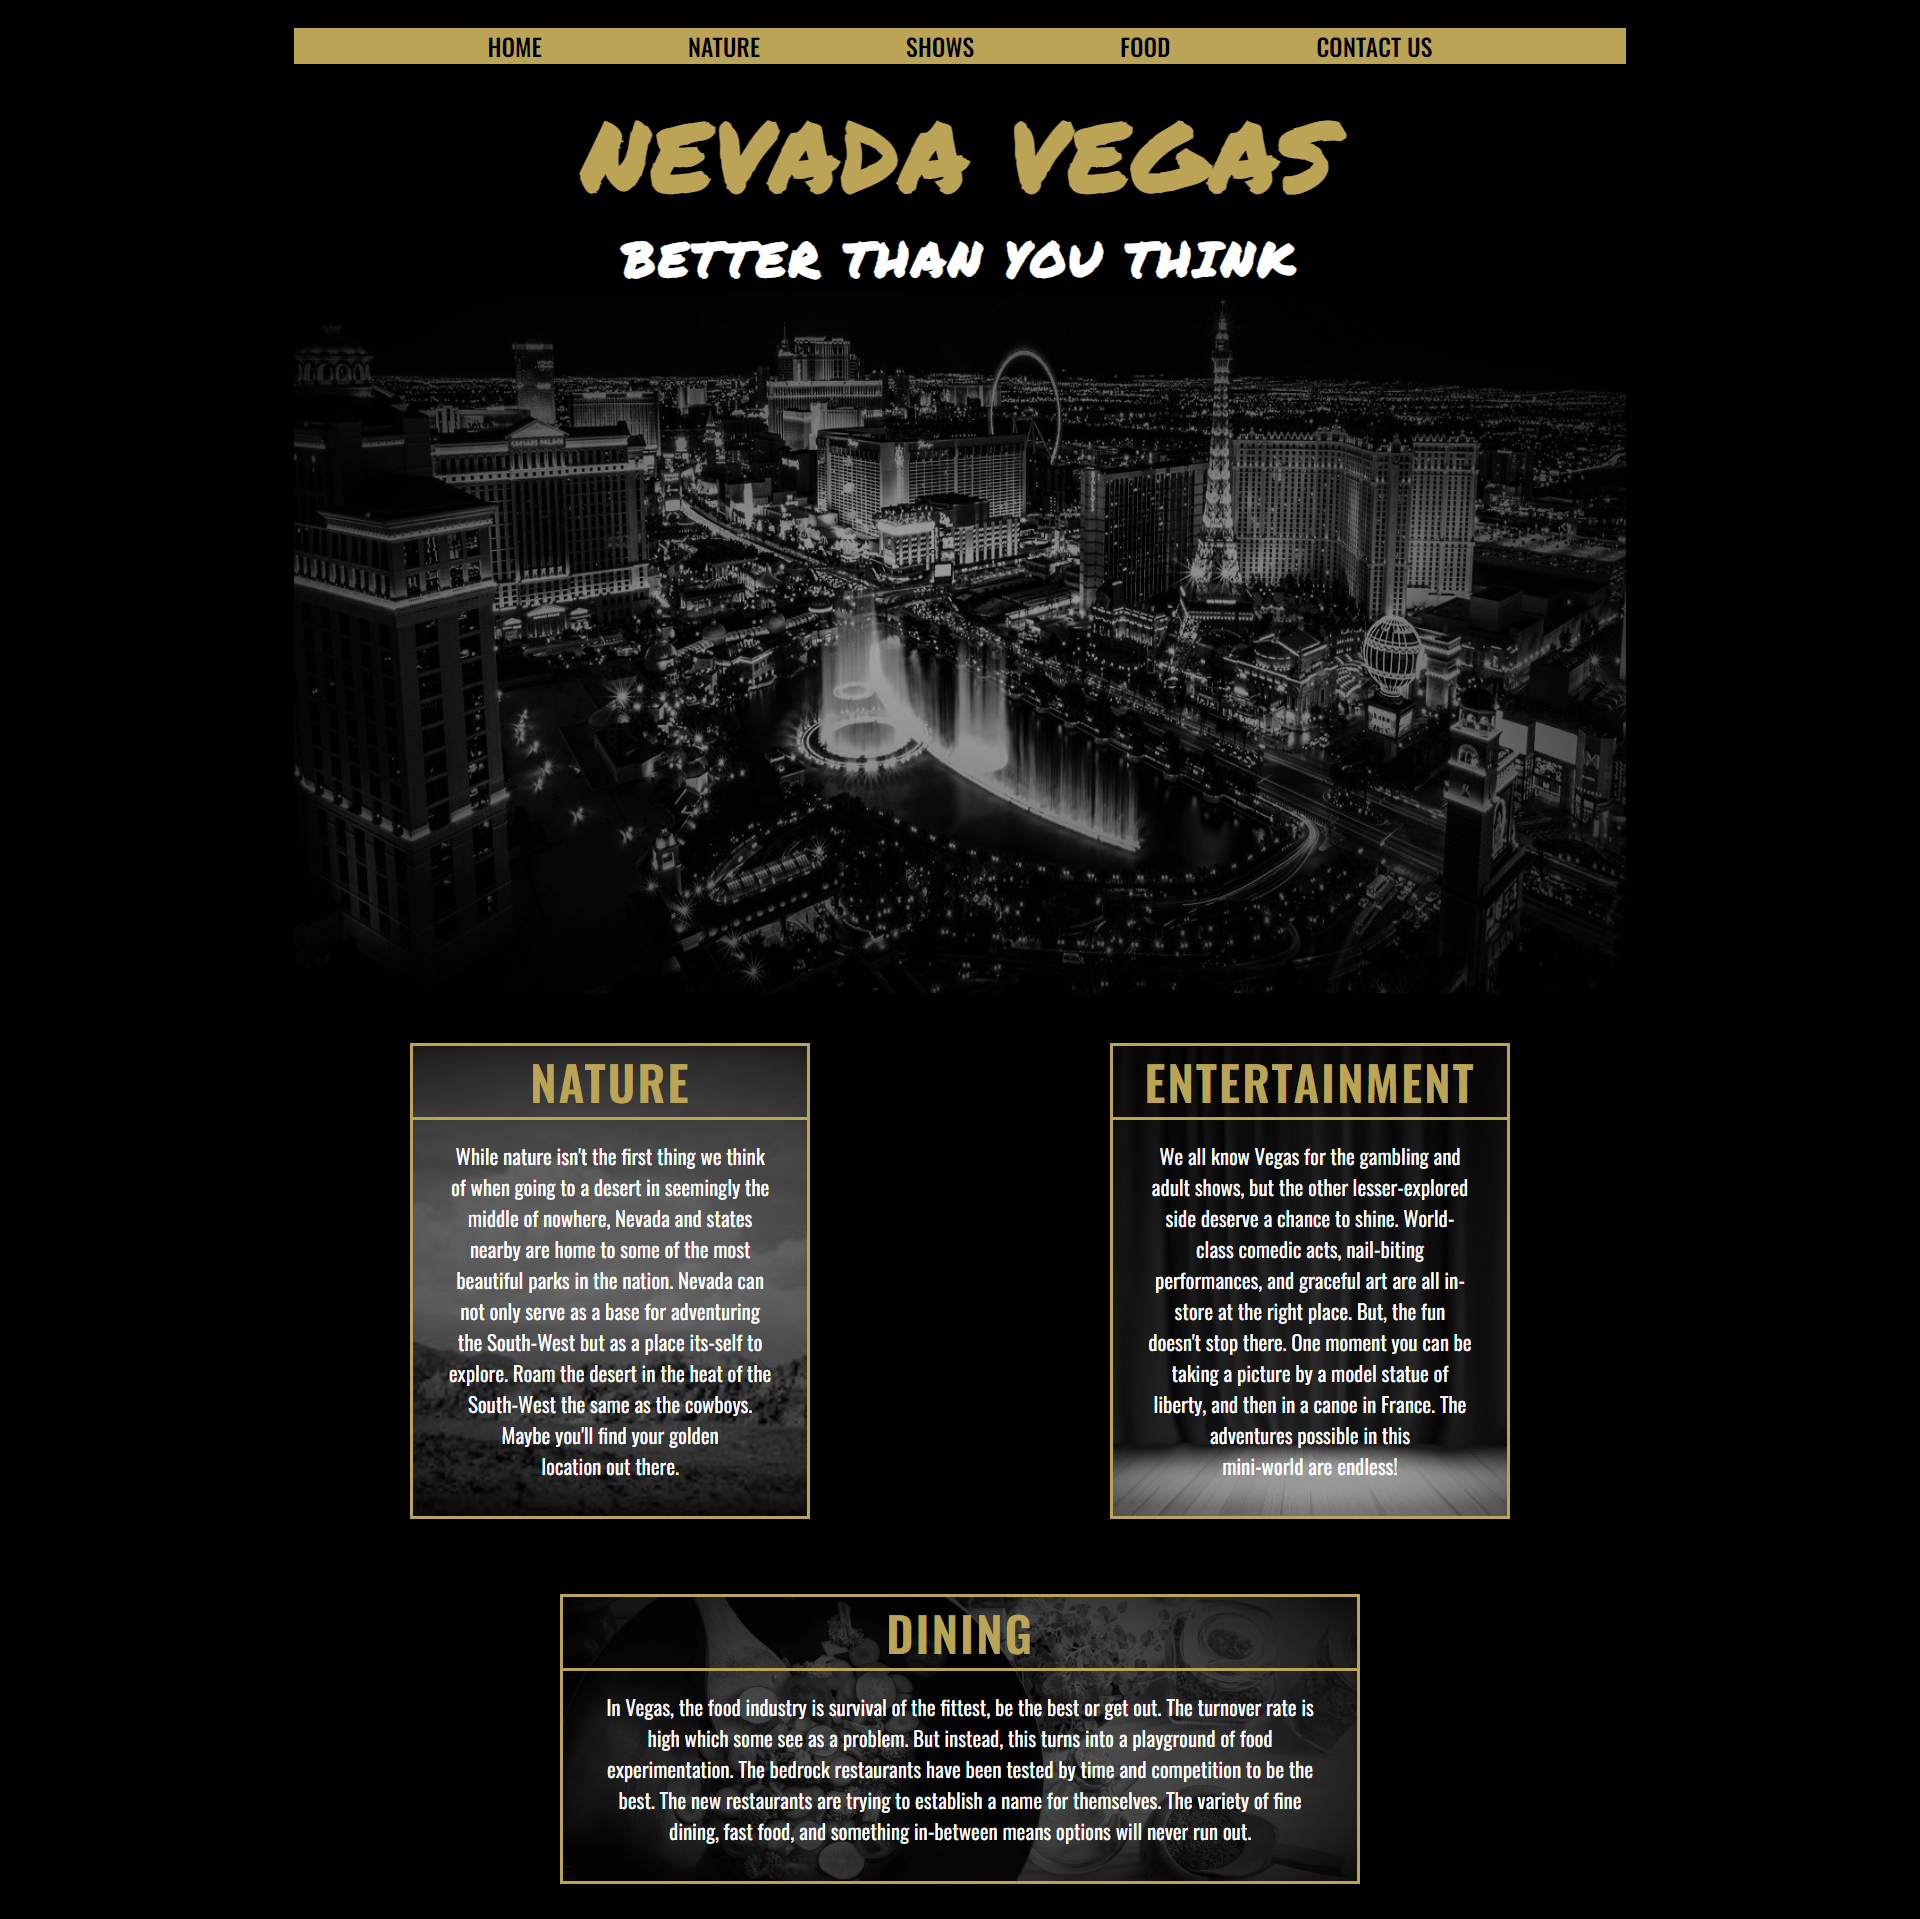 HOME NATURE SHOWS FOOD CONTACT US
NEVADA VEGAS
BETTER THAN YOU THINK
CAESARS PALACE
NATURE
While nature isn't the first thing we think
of when going to a desert in seemingly the
middle of nowhere, Nevada and states
nearby are home to some of the most
beautiful parks in the nation. Nevada can
not only serve as a base for adventuring
the South-West but as a place its-self to
explore. Roam the desert in the heat of the
South-West the same as the cowboys.
Maybe you'll find your golden
location out there.
ENTERTAINMENT
We all know Vegas for the gambling and
adult shows, but the other lesser-explored
side deserve a chance to shine. World-
class comedic acts, nail-biting
performances, and graceful art are all in-
store at the right place. But, the fun
doesn't stop there. One moment you can be
taking a picture by a model statue of
liberty, and then in a canoe in France. The
adventures possible in this
mini-world are endless!
DINING
In Vegas, the food industry is survival of the fittest, be the best or get out. The turnover rate is
high which some see as a problem. But instead, this turns into a playground of food
experimentation. The bedrock restaurants have been tested by time and competition to be the
best. The new restaurants are trying to establish a name for themselves. The variety of fine
dining, fast food, and something in-between means options will never run out.